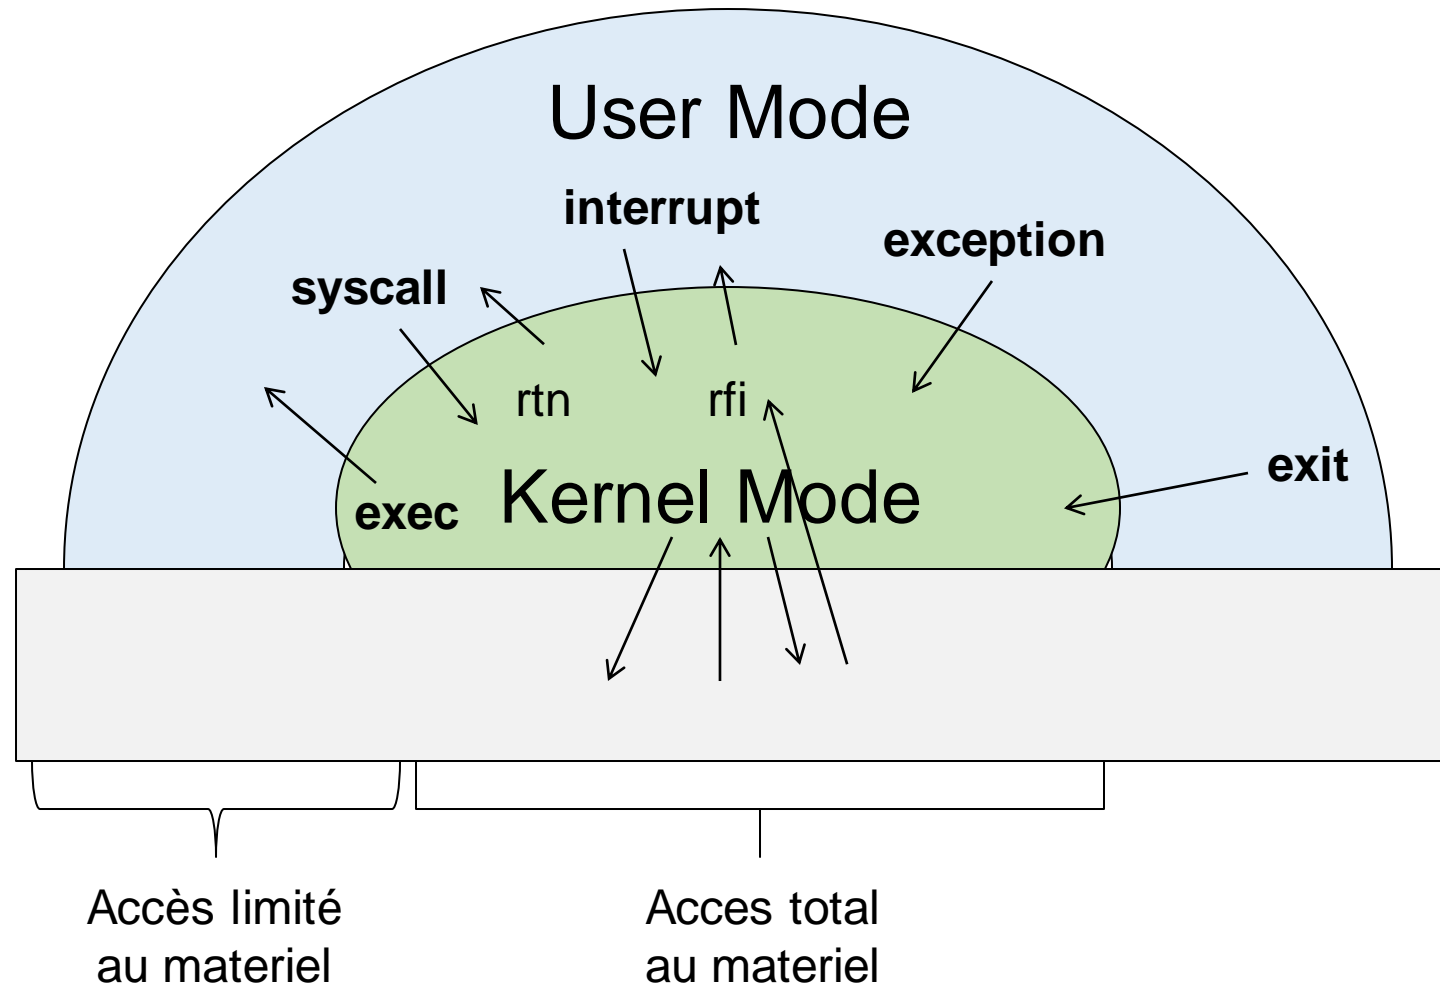 User Mode
interrupt
exception
syscall
rtn
rfi
exit
Kernel Mode
exec
Accès limité
au materiel
Acces total
au materiel